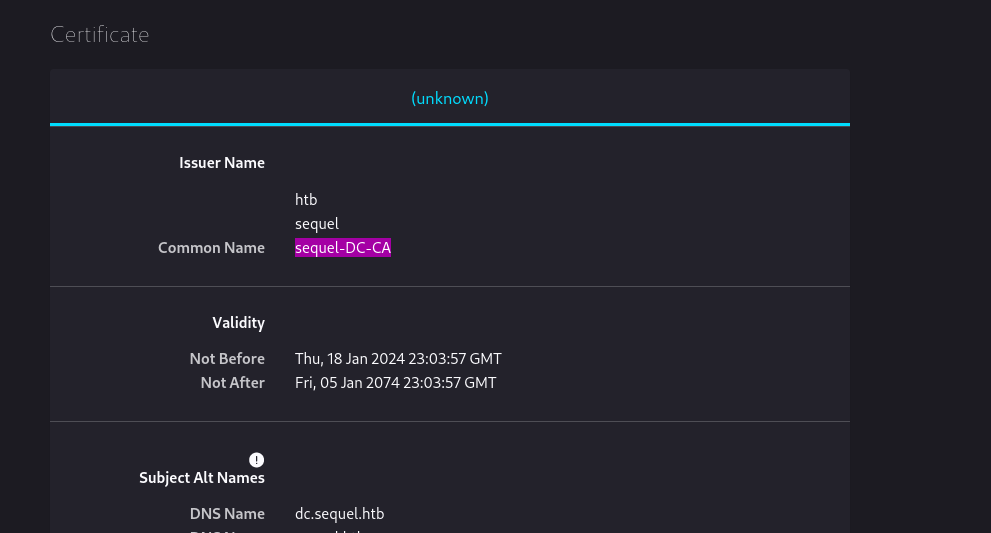 Certificate
(unknown)
Issuer Name
htb
sequel
Common Name sequel-DC-CA
Validity
Not Before Thu, 18 Jan 2024 23:03:57 GMT
Not After Fri, 05 Jan 2074 23:03:57 GMT
Subject Alt Names
DNS Name dc.sequel.htb